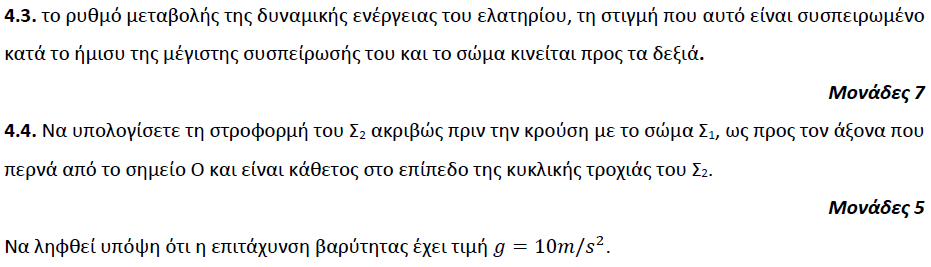 4.3. το ρυθμό μεταβολής της δυναμικής ενέργειας του ελατηρίου, τη στιγμή που αυτό είναι συσπειρωμένο
κατά το ήμισυ της μέγιστης συσπείρωσής του και το σώμα κινείται προς τα δεξιά.
Μονάδες 7
4.4. Να υπολογίσετε τη στροφορμή του Σ₂ ακριβώς πριν την κρούση με το σώμα Σ₁, ως προς τον άξονα που
περνά από το σημείο Ο και είναι κάθετος στο επίπεδο της κυκλικής τροχιάς του Σ₂.
Μονάδες 5
Να ληφθεί υπόψη ότι η επιτάχυνση βαρύτητας έχει τιμή g = 10m/s².